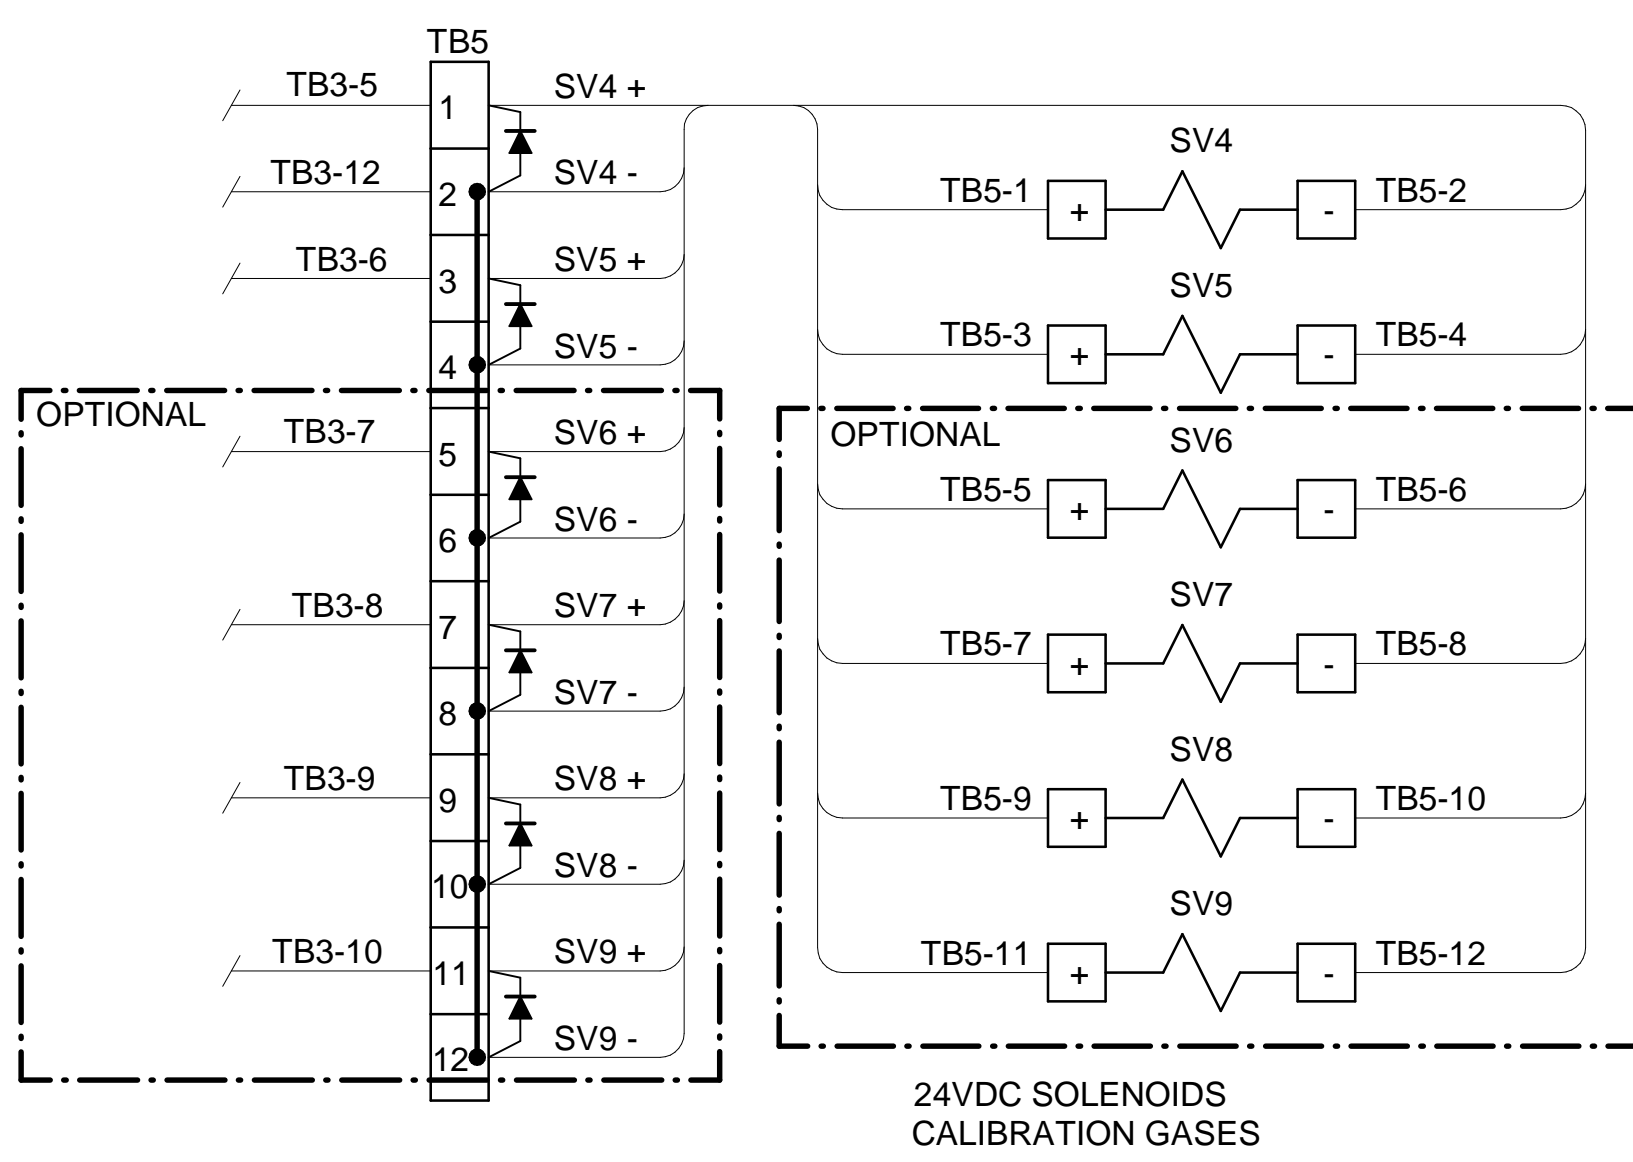 TB5
TB3-5 1 SV4 +
TB3-12 2 SV4 -
TB3-6 3 SV5 +
4 SV5 -
OPTIONAL
TB3-7 5 SV6 +
6 SV6 -
TB3-8 7 SV7 +
8 SV7 -
TB3-9 9 SV8 +
10 SV8 -
TB3-10 11 SV9 +
12 SV9 -
SV4
TB5-1 + - TB5-2
SV5
TB5-3 + - TB5-4
OPTIONAL
SV6
TB5-5 + - TB5-6
SV7
TB5-7 + - TB5-8
SV8
TB5-9 + - TB5-10
SV9
TB5-11 + - TB5-12
24VDC SOLENOIDS
CALIBRATION GASES